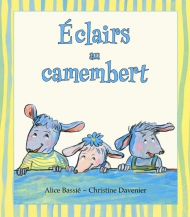 Éclairs
au
camembert
Alice Bassié – Christine Davenier